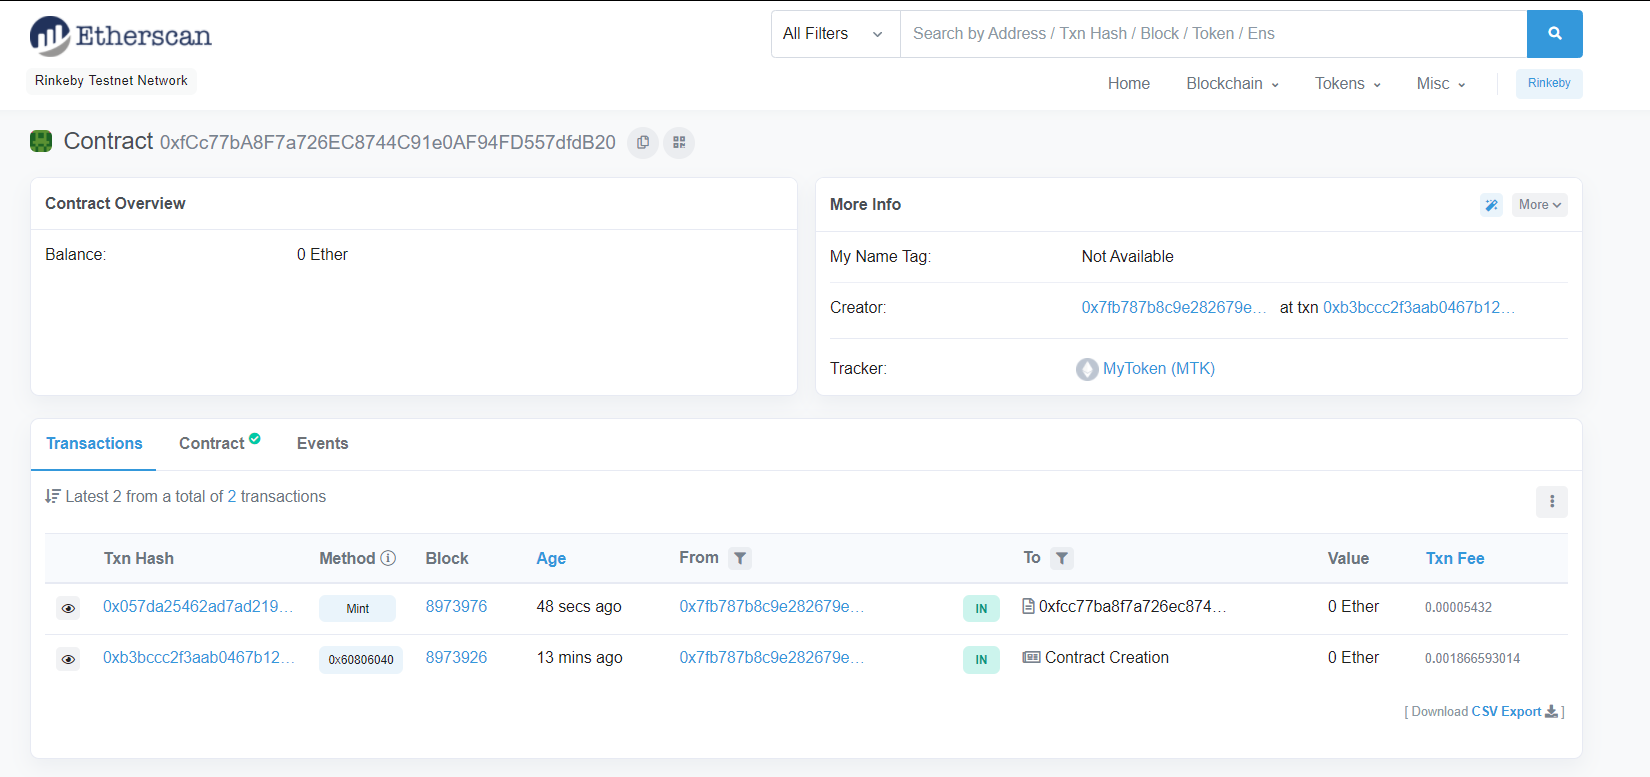 Etherscan
All Filters
Search by Address / Txn Hash / Block / Token / Ens
Rinkeby Testnet Network
Home Blockchain Tokens Misc Rinkeby
Contract 0xfCc77bA8F7a726EC8744C91e0AF94FD557dfdB20
Contract Overview
Balance: 0 Ether
More Info
More
My Name Tag: Not Available
Creator: 0x7fb787b8c9e282679e... at txn 0xb3bccc2f3aab0467b12...
Tracker: MyToken (MTK)
Transactions Contract Events
Latest 2 from a total of 2 transactions
Txn Hash Method Block Age From To Value Txn Fee
0x057da25462ad7ad219... Mint 8973976 48 secs ago 0x7fb787b8c9e282679e... IN 0xfcc77ba8f7a726ec874... 0 Ether 0.00005432
0xb3bccc2f3aab0467b12... 0x60806040 8973926 13 mins ago 0x7fb787b8c9e282679e... IN Contract Creation 0 Ether 0.001866593014
[ Download CSV Export ]